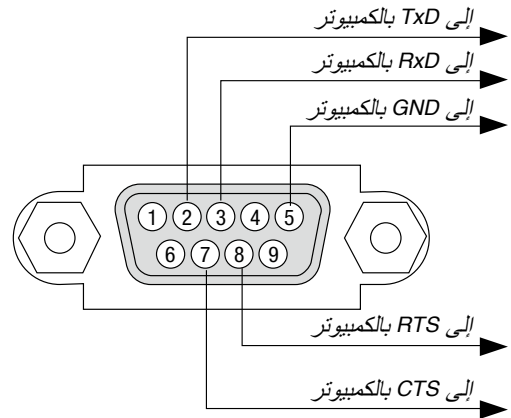 إلى TxD بالكمبيوتر
إلى RxD بالكمبيوتر
إلى GND بالكمبيوتر
1 2 3 4 5
6 7 8 9
إلى RTS بالكمبيوتر
إلى CTS بالكمبيوتر